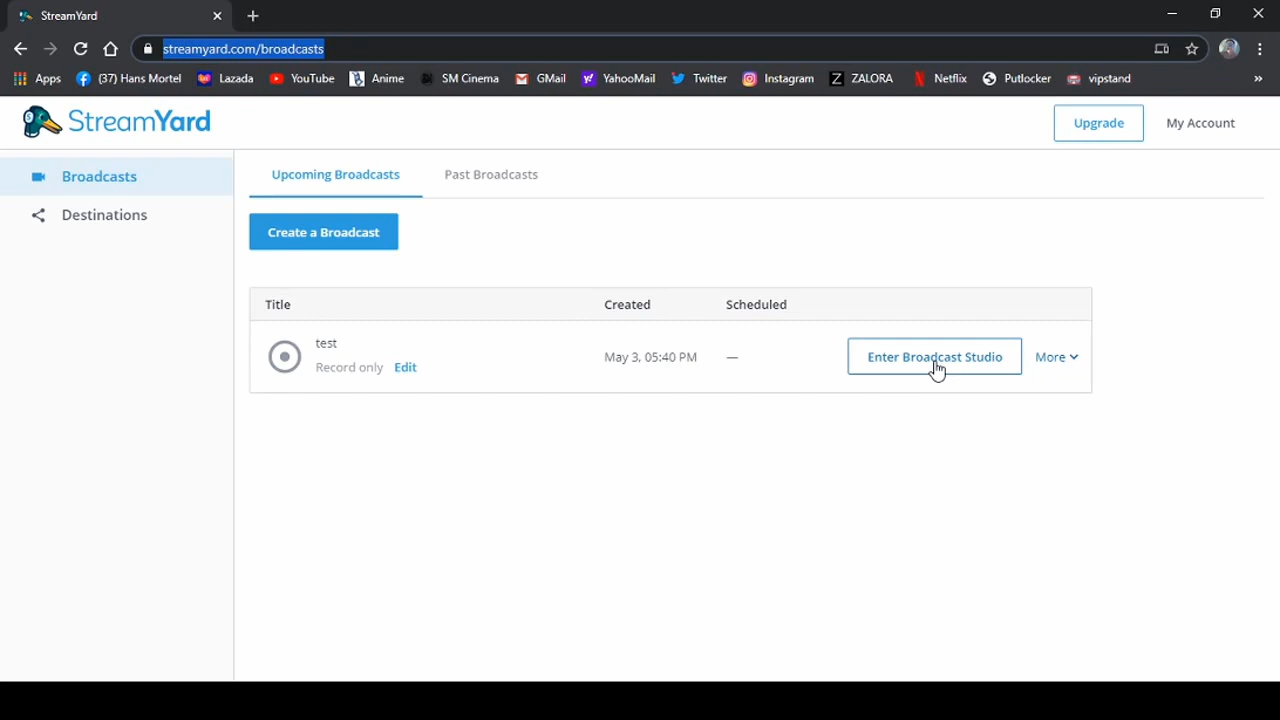 StreamYard
streamyard.com/broadcasts
Apps (37) Hans Mortel Lazada YouTube Anime SM Cinema GMail YahooMail Twitter Instagram ZALORA Netflix Putlocker vipstand »
StreamYard Upgrade My Account
Broadcasts
Destinations
Upcoming Broadcasts Past Broadcasts
Create a Broadcast
Title Created Scheduled
test
Record only Edit
May 3, 05:40 PM — Enter Broadcast Studio More